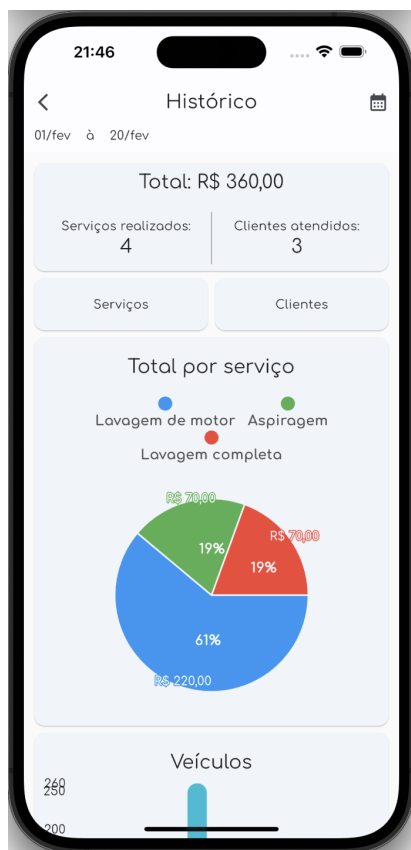 21:46
Histórico
01/fev à 20/fev
Total: R$ 360,00
Serviços realizados: Clientes atendidos:
4 3
Serviços Clientes
Total por serviço
Lavagem de motor Aspiragem
Lavagem completa
R$ 70,00
R$ 70,00
19%
19%
61%
R$ 220,00
Veículos
260
250
200